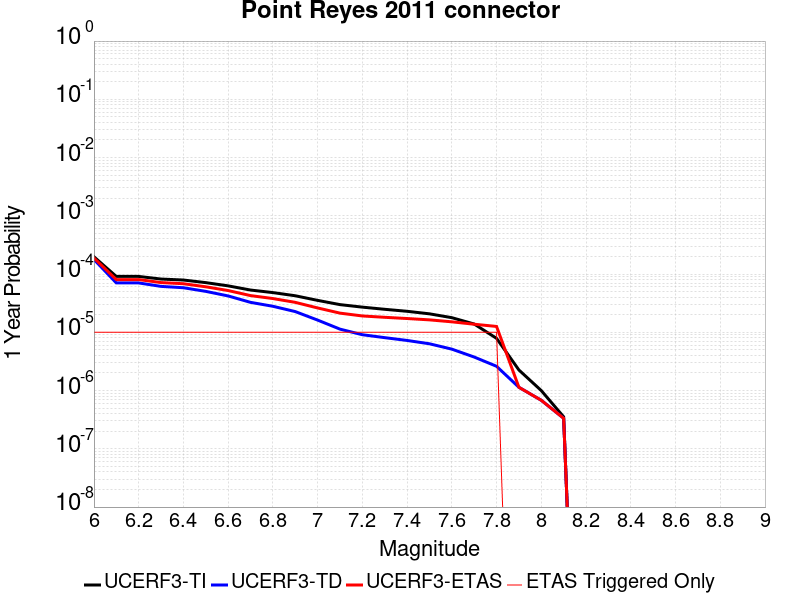 Point Reyes 2011 connector
10^0
10^-1
10^-2
10^-3
10^-4
10^-5
10^-6
10^-7
10^-8
1 Year Probability
6 6.2 6.4 6.6 6.8 7 7.2 7.4 7.6 7.8 8 8.2 8.4 8.6 8.8 9
Magnitude
UCERF3-TI UCERF3-TD UCERF3-ETAS ETAS Triggered Only